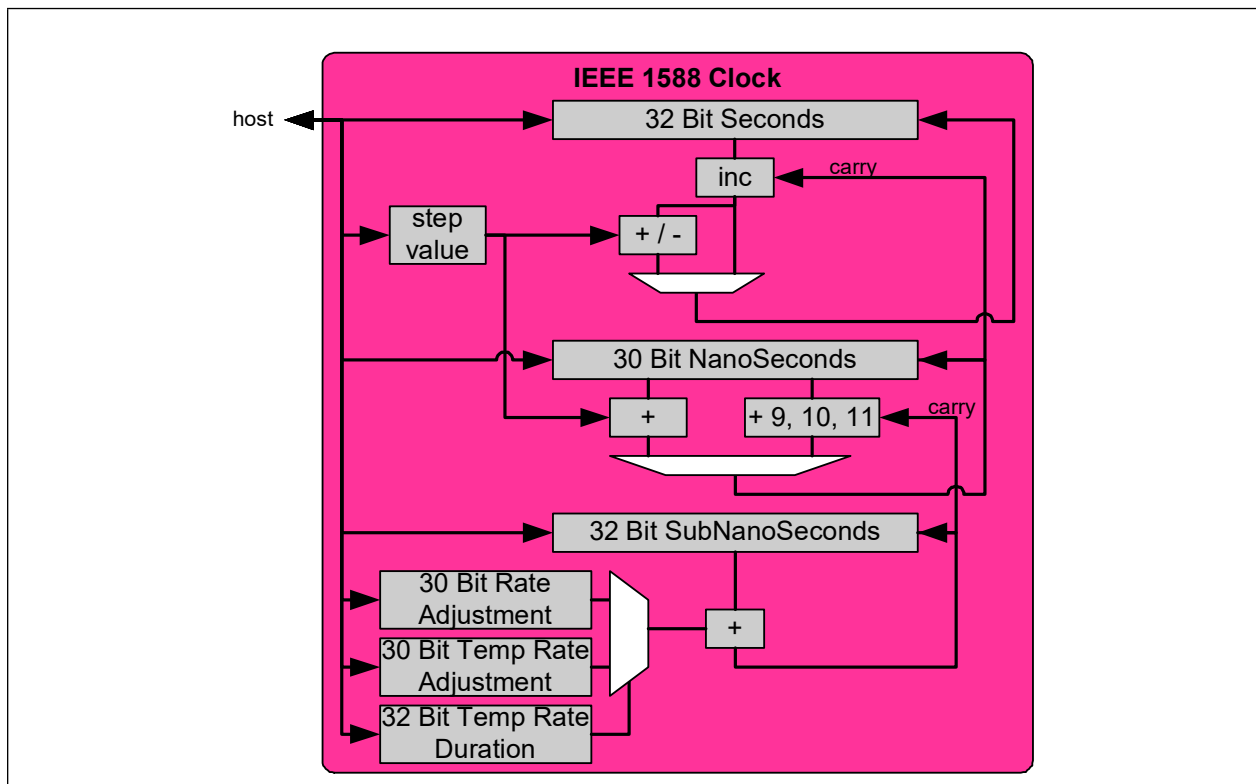 IEEE 1588 Clock
host
32 Bit Seconds
inc
carry
step
value
+ / -
30 Bit NanoSeconds
+
+ 9, 10, 11
carry
32 Bit SubNanoSeconds
30 Bit Rate
Adjustment
+
30 Bit Temp Rate
Adjustment
32 Bit Temp Rate
Duration